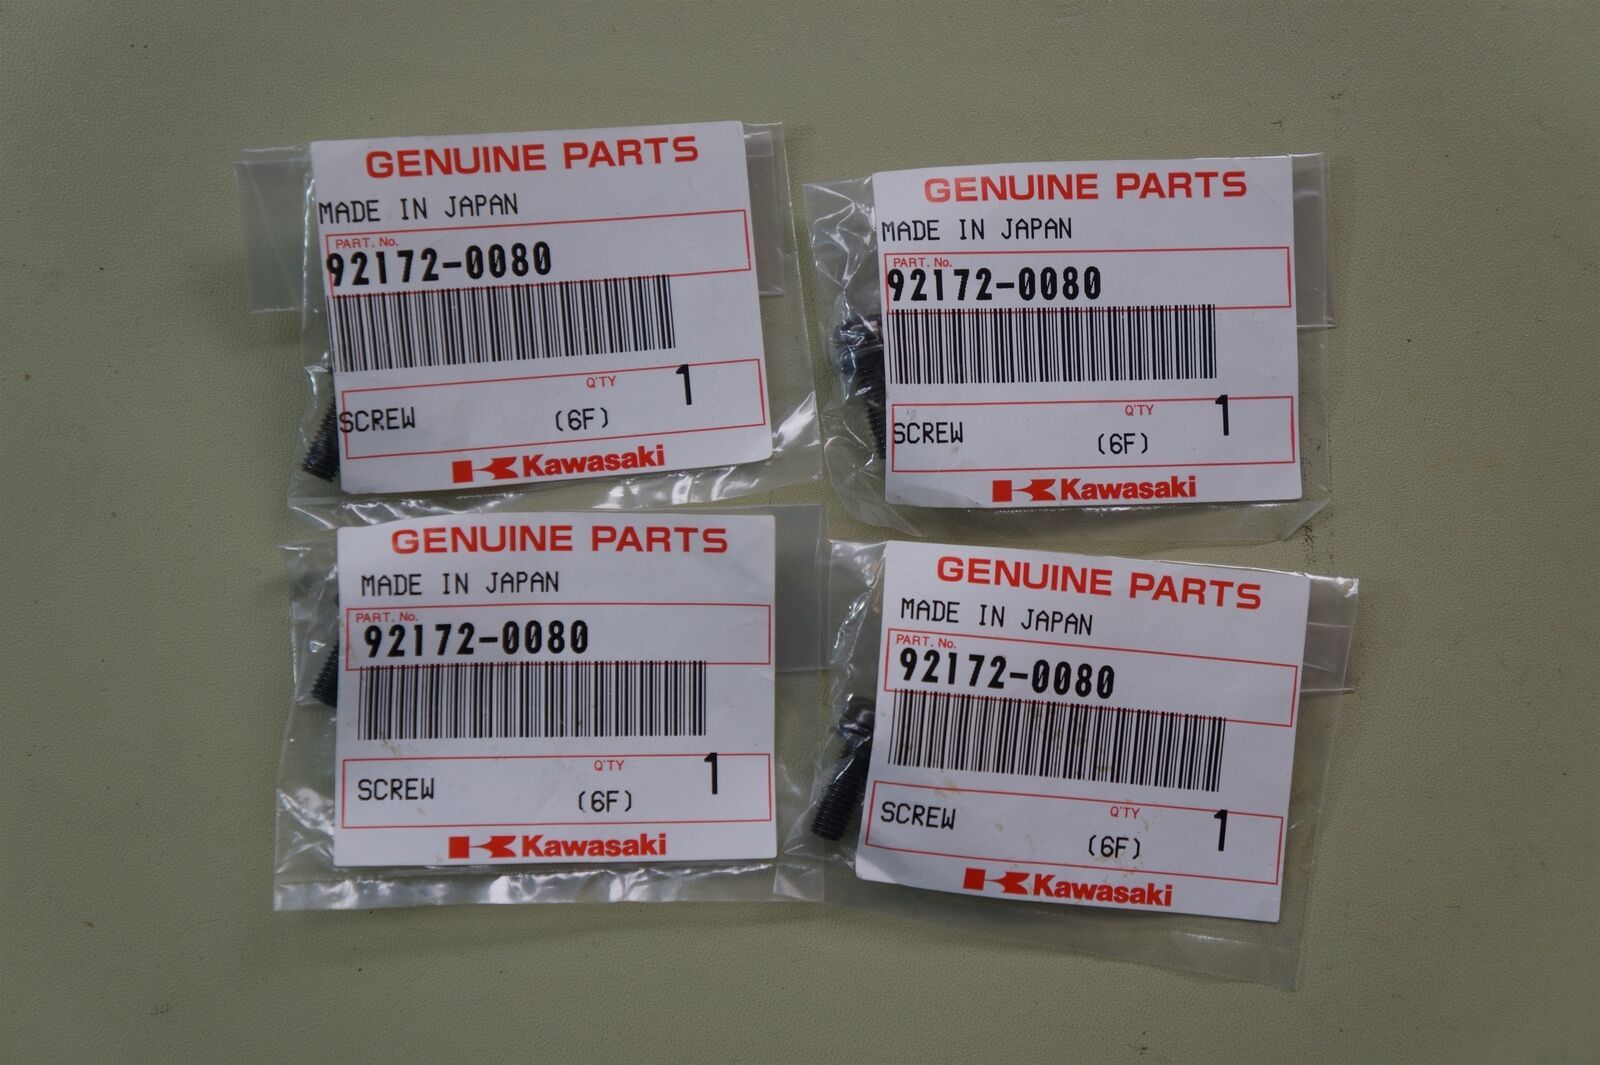 GENUINE PARTS
MADE IN JAPAN
PART. No.
92172-0080
Q'TY 1
SCREW (6F)
Kawasaki
GENUINE PARTS
MADE IN JAPAN
PART. No.
92172-0080
Q'TY 1
SCREW (6F)
Kawasaki
GENUINE PARTS
MADE IN JAPAN
PART. No.
92172-0080
Q'TY 1
SCREW (6F)
Kawasaki
GENUINE PARTS
MADE IN JAPAN
PART. No.
92172-0080
Q'TY 1
SCREW (6F)
Kawasaki